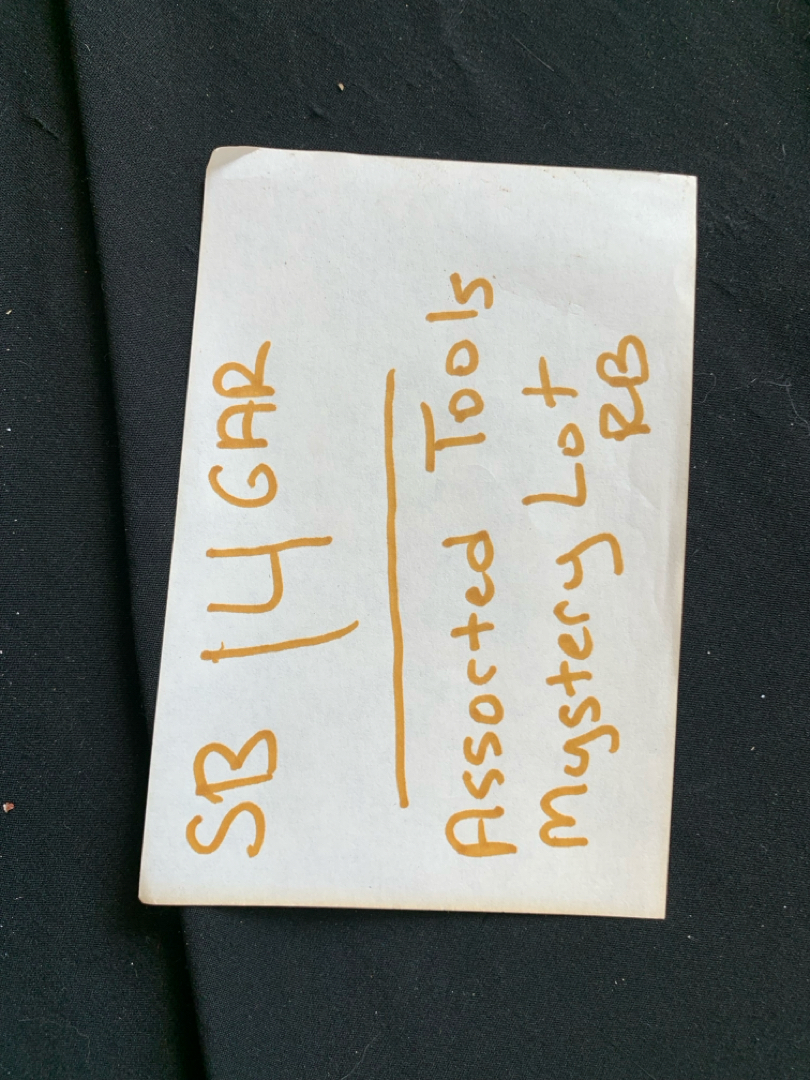 SB 14 GAR
Assorted Tools
Mystery Lot
RB